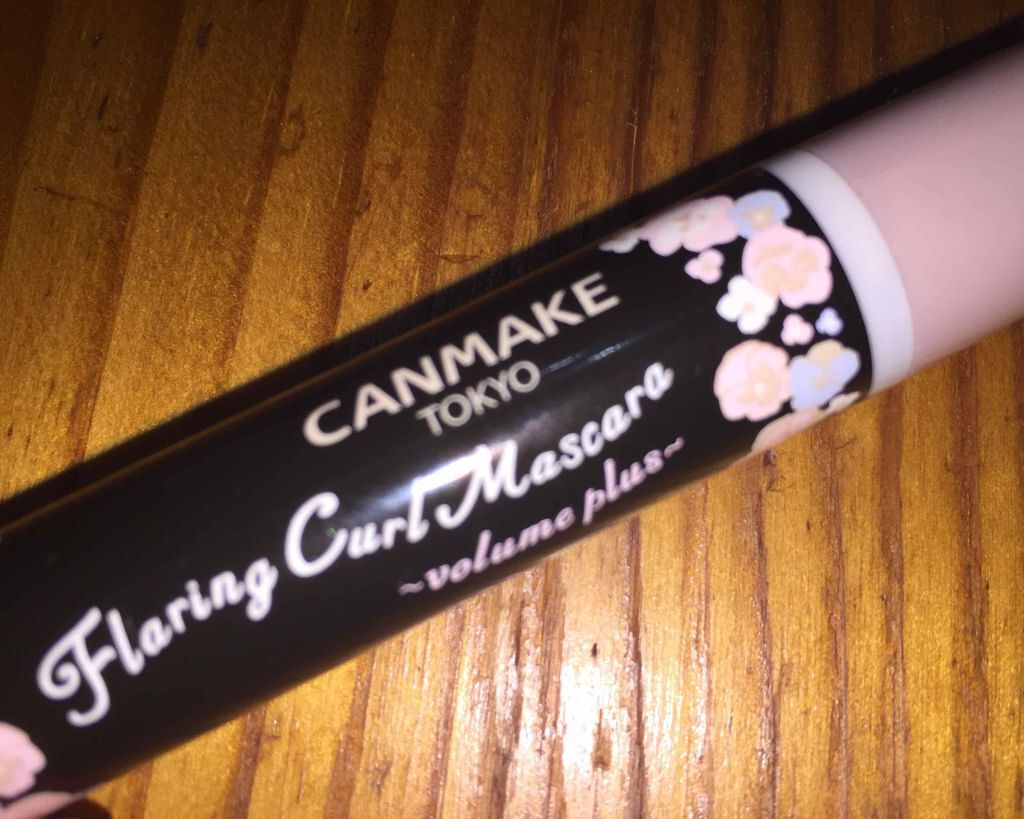 CANMAKE
TOKYO
Flaring Curl Mascara
~volume plus~